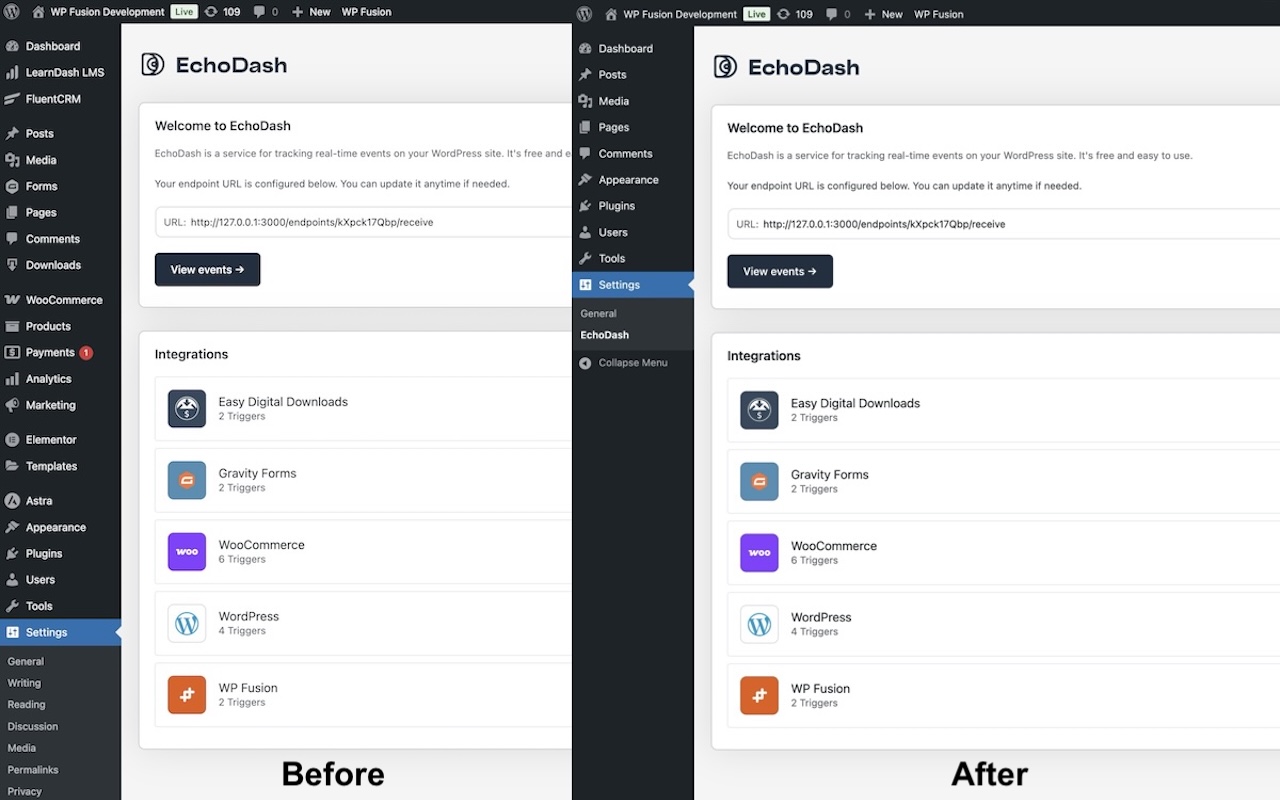 WP Fusion Development Live 109 0 New WP Fusion
Dashboard
LearnDash LMS
FluentCRM
Posts
Media
Forms
Pages
Comments
Downloads
WooCommerce
Products
Payments 1
Analytics
Marketing
Elementor
Templates
Astra
Appearance
Plugins
Users
Tools
Settings
General
Writing
Reading
Discussion
Media
Permalinks
Privacy
EchoDash
Welcome to EchoDash
EchoDash is a service for tracking real-time events on your WordPress site. It's free and e
Your endpoint URL is configured below. You can update it anytime if needed.
URL: http://127.0.0.1:3000/endpoints/kXpck17Qbp/receive
View events →
Integrations
Easy Digital Downloads
2 Triggers
Gravity Forms
2 Triggers
woo
WooCommerce
6 Triggers
WordPress
4 Triggers
WP Fusion
2 Triggers
Before
WP Fusion Development Live 109 0 New WP Fusion
Dashboard
Posts
Media
Pages
Comments
Appearance
Plugins
Users
Tools
Settings
General
EchoDash
Collapse Menu
EchoDash
Welcome to EchoDash
EchoDash is a service for tracking real-time events on your WordPress site. It's free and easy to use.
Your endpoint URL is configured below. You can update it anytime if needed.
URL: http://127.0.0.1:3000/endpoints/kXpck17Qbp/receive
View events →
Integrations
Easy Digital Downloads
2 Triggers
Gravity Forms
2 Triggers
woo
WooCommerce
6 Triggers
WordPress
4 Triggers
WP Fusion
2 Triggers
After